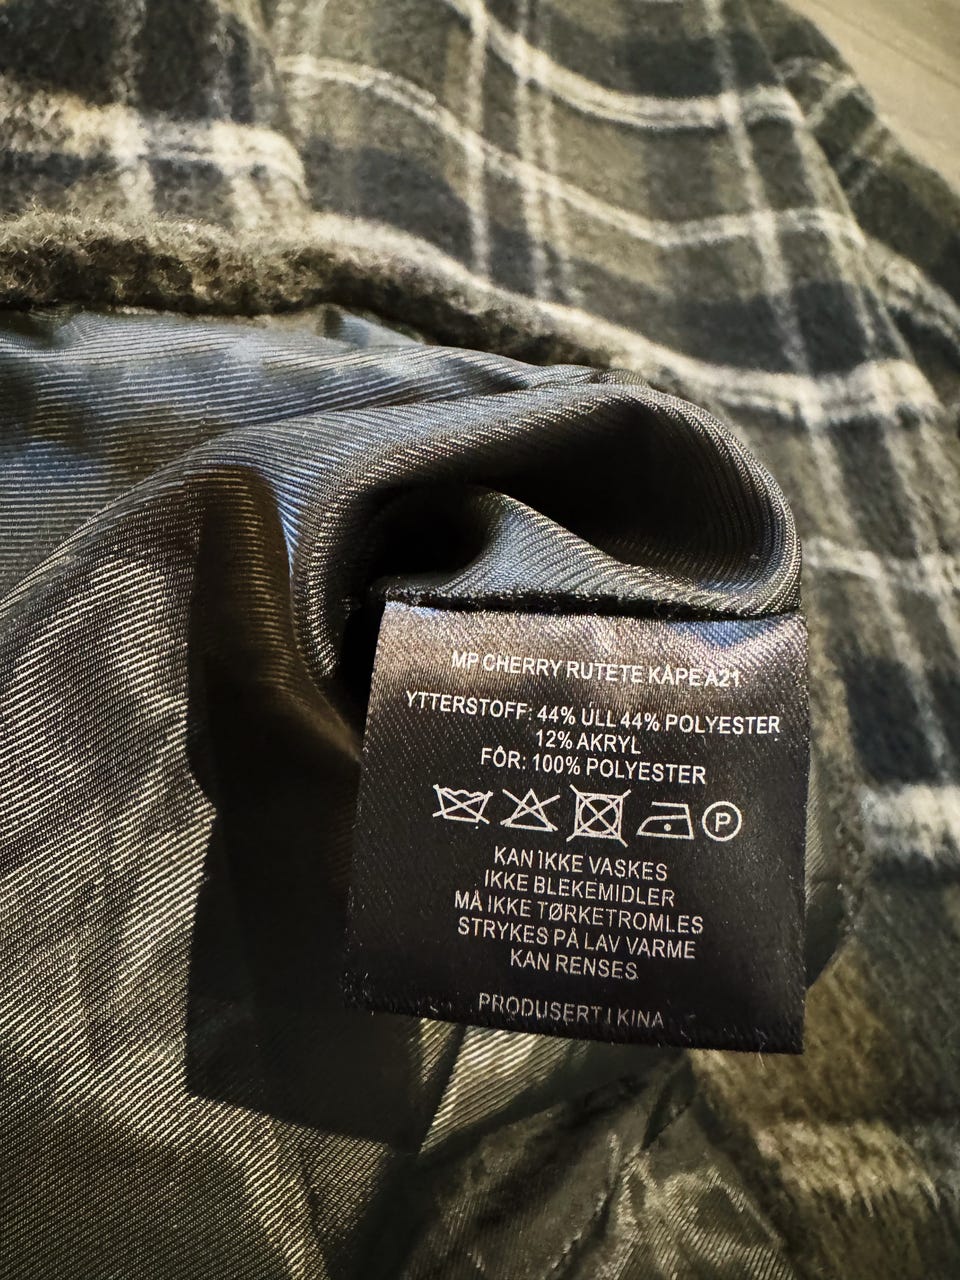 MP CHERRY RUTETE KÅPE A21
YTTERSTOFF: 44% ULL 44% POLYESTER
12% AKRYL
FÔR: 100% POLYESTER
P
KAN IKKE VASKES
IKKE BLEKEMIDLER
MÅ IKKE TØRKETROMLES
STRYKES PÅ LAV VARME
KAN RENSES
PRODUSERT I KINA